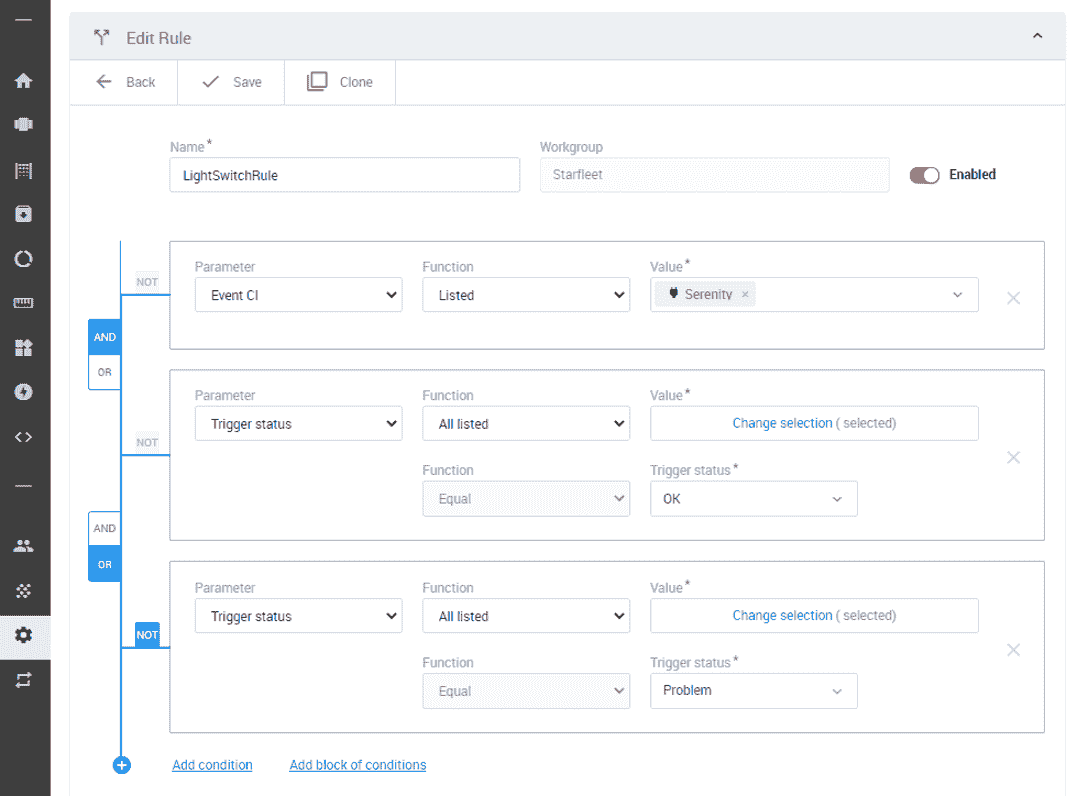 Edit Rule
Back Save Clone
Name* Workgroup
LightSwitchRule Starfleet Enabled
Parameter Function Value*
NOT
Event CI Listed Serenity ×
AND
OR
Parameter Function Value*
Trigger status All listed Change selection ( selected)
NOT
Function Trigger status*
Equal OK
AND
OR
Parameter Function Value*
Trigger status All listed Change selection ( selected)
NOT
Function Trigger status*
Equal Problem
Add condition Add block of conditions